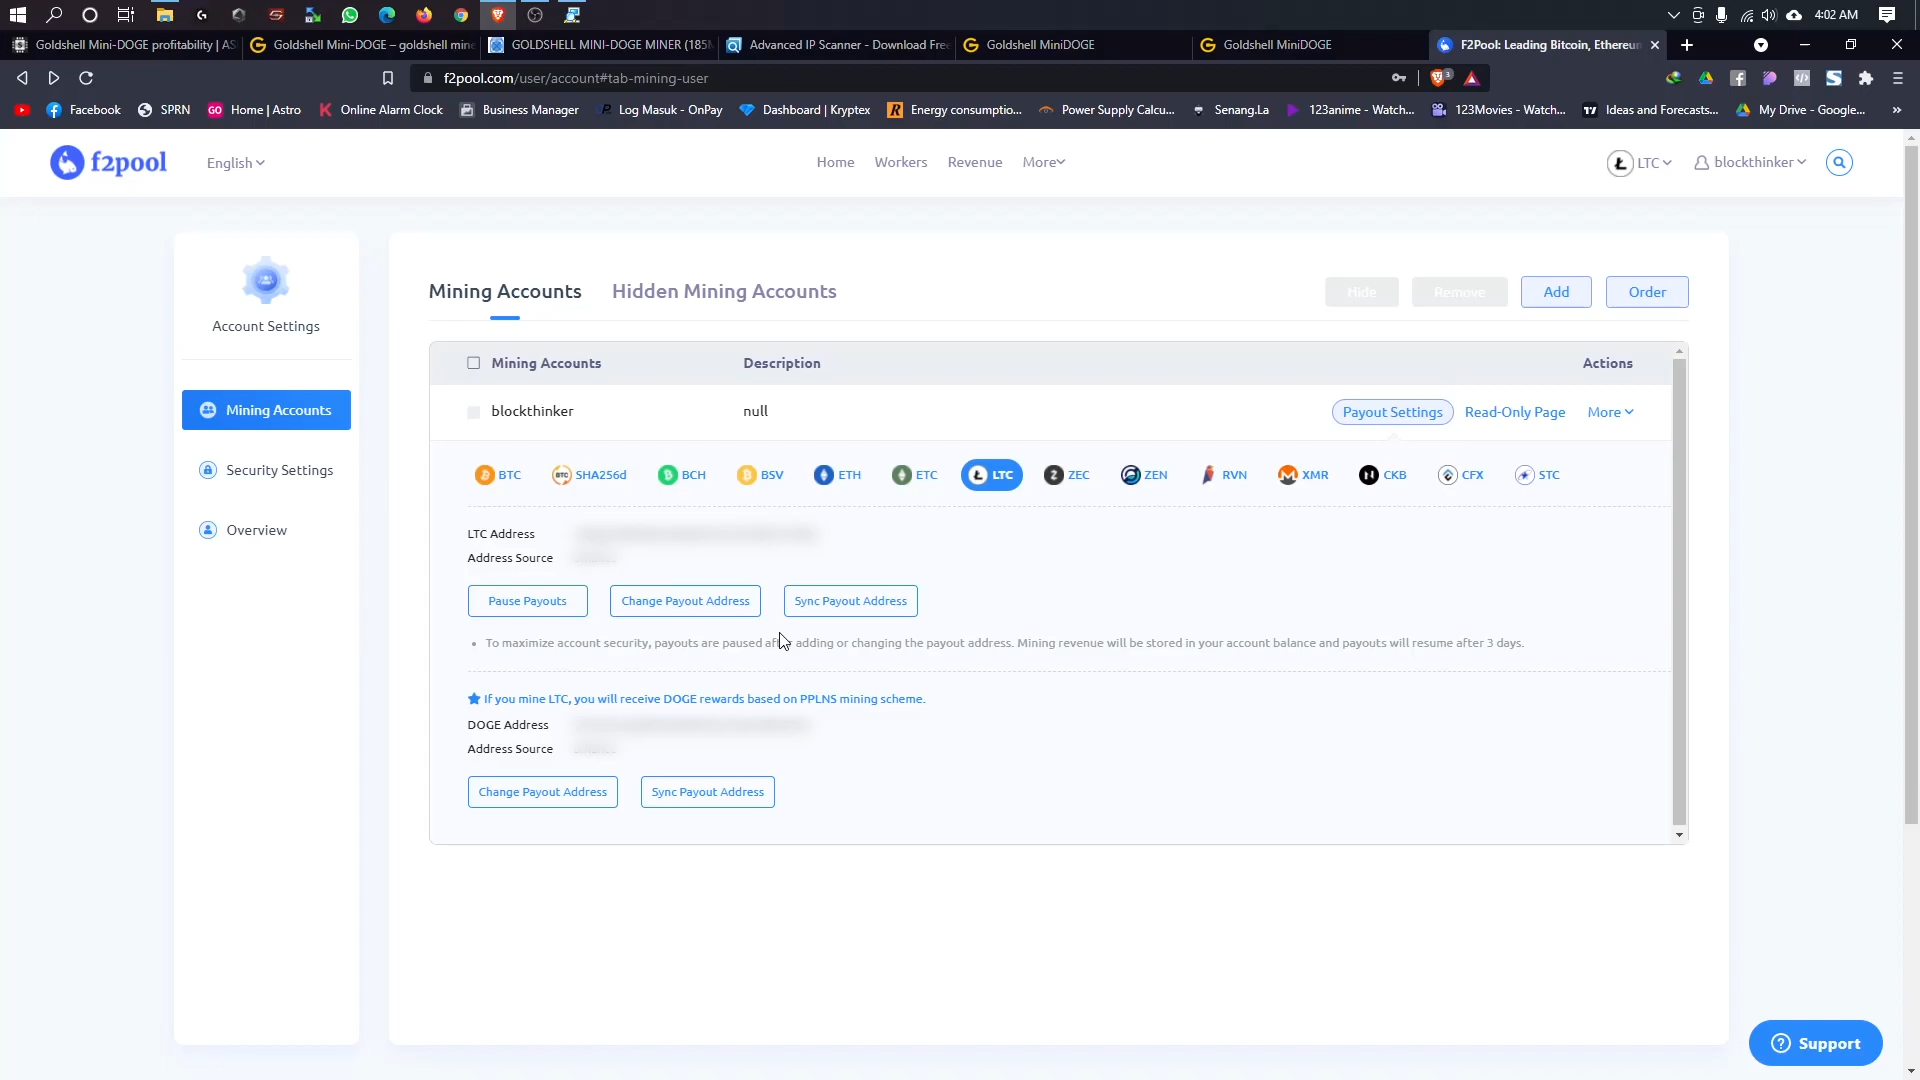 4:02 AM
Goldshell Mini-DOGE profitability | AS
Goldshell Mini-DOGE – goldshell mine
GOLDSHELL MINI-DOGE MINER (185M
Advanced IP Scanner - Download Free
Goldshell MiniDOGE
Goldshell MiniDOGE
F2Pool: Leading Bitcoin, Ethereum
f2pool.com/user/account#tab-mining-user
3
Facebook
SPRN
GO Home | Astro
Online Alarm Clock
Business Manager
Log Masuk - OnPay
Dashboard | Kryptex
Energy consumptio...
Power Supply Calcu...
Senang.La
123anime - Watch...
123Movies - Watch...
Ideas and Forecasts...
My Drive - Google...
f2pool
English
Home
Workers
Revenue
More
LTC
blockthinker
Account Settings
Mining Accounts
Security Settings
Overview
Mining Accounts
Hidden Mining Accounts
Hide
Remove
Add
Order
Mining Accounts
Description
Actions
blockthinker
null
Payout Settings
Read-Only Page
More
BTC
BTC SHA256d
BCH
BSV
ETH
ETC
LTC
ZEC
ZEN
RVN
XMR
CKB
CFX
STC
LTC Address
Address Source
Pause Payouts
Change Payout Address
Sync Payout Address
• To maximize account security, payouts are paused after adding or changing the payout address. Mining revenue will be stored in your account balance and payouts will resume after 3 days.
If you mine LTC, you will receive DOGE rewards based on PPLNS mining scheme.
DOGE Address
Address Source
Change Payout Address
Sync Payout Address
Support